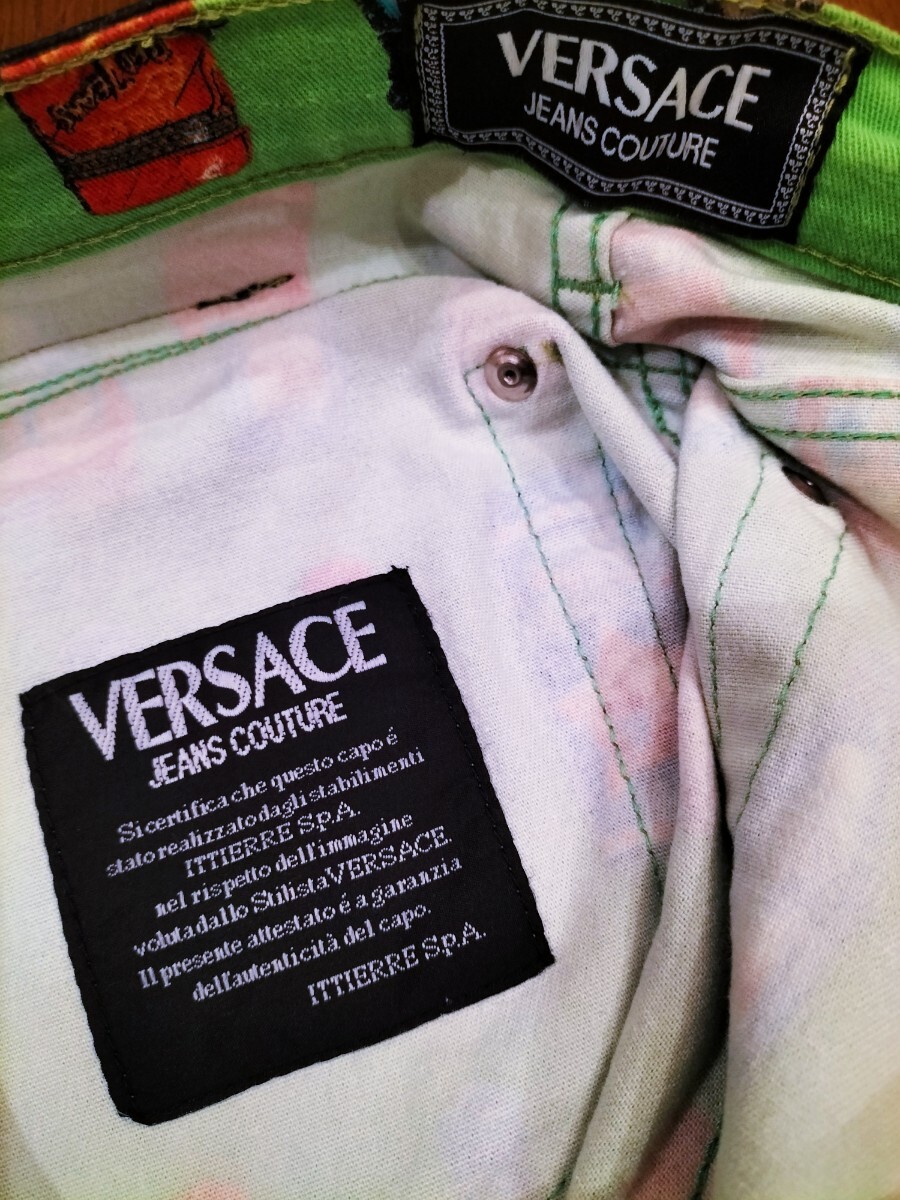 VERSACE
JEANS COUTURE
VERSACE
JEANS COUTURE
Si certifica che questo capo é
stato realizzato dagli stabilimenti
ITTIERRE S.p.A.
nel rispetto dell'immagine
voluta dallo Stilista VERSACE.
Il presente attestato é a garanzia
dell'autenticità del capo.
ITTIERRE S.p.A.